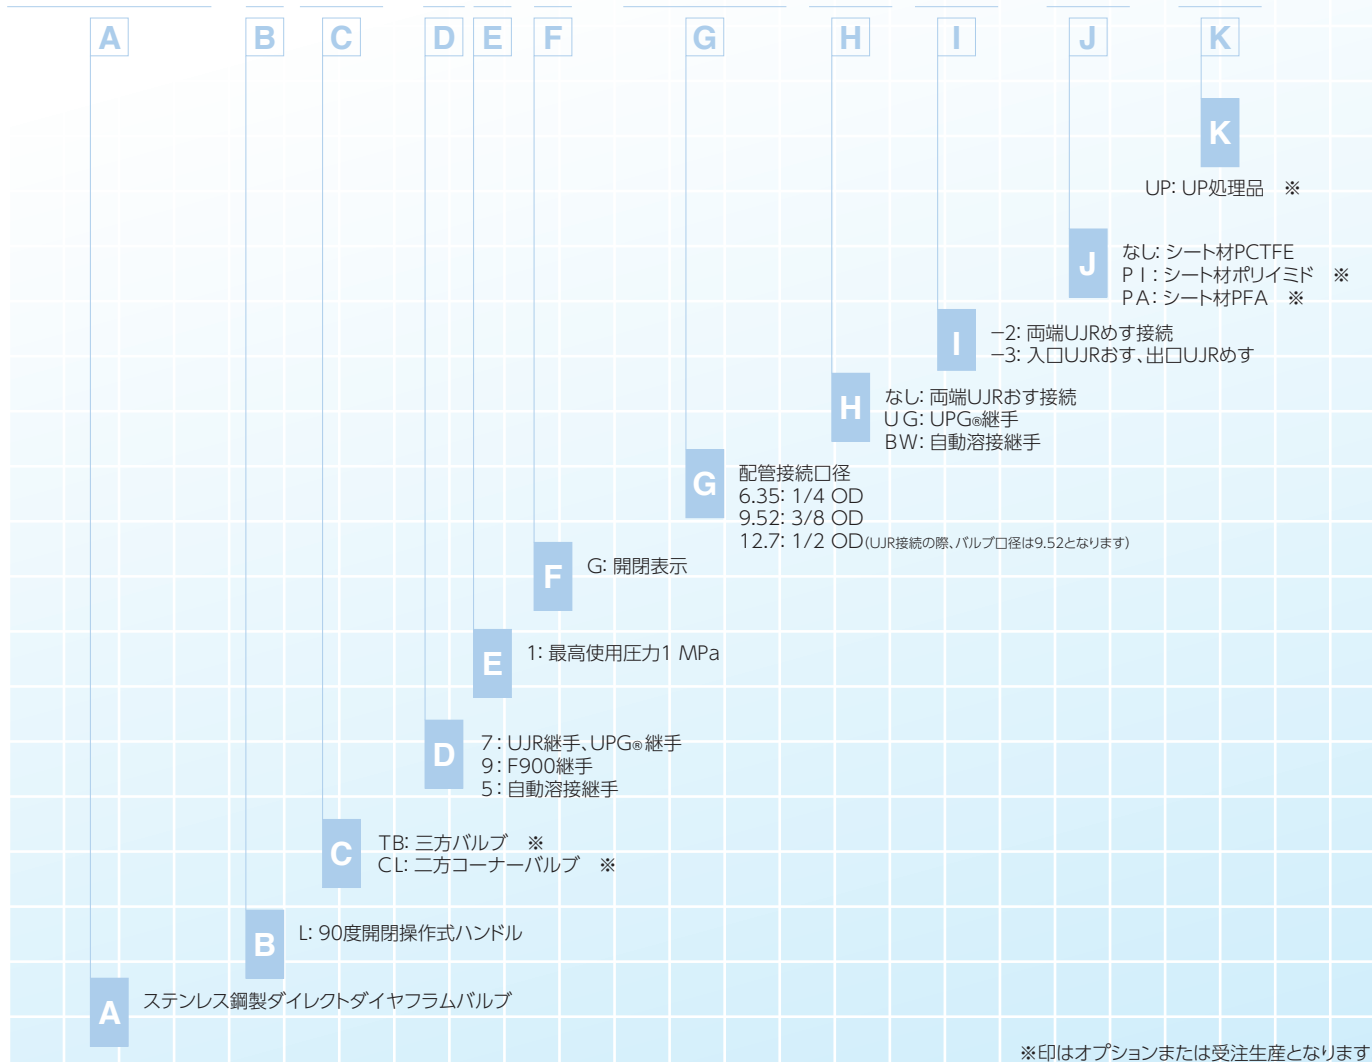 A B C D E F G H I J K
K
UP: UP処理品 ※
J
なし: シート材PCTFE
PI: シート材ポリイミド ※
PA: シート材PFA ※
I
−2: 両端UJRめす接続
−3: 入口UJRおす、出口UJRめす
H
なし: 両端UJRおす接続
UG: UPG®継手
BW: 自動溶接継手
G
配管接続口径
6.35: 1/4 OD
9.52: 3/8 OD
12.7: 1/2 OD(UJR接続の際、バルブ口径は9.52となります)
F
G: 開閉表示
E
1: 最高使用圧力1 MPa
D
7: UJR継手、UPG®継手
9: F900継手
5: 自動溶接継手
C
TB: 三方バルブ ※
CL: 二方コーナーバルブ ※
B
L: 90度開閉操作式ハンドル
A
ステンレス鋼製ダイレクトダイヤフラムバルブ
※印はオプションまたは受注生産となります